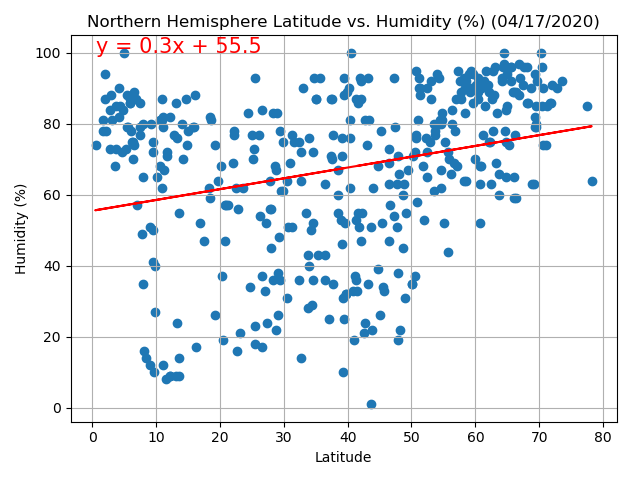 Northern Hemisphere Latitude vs. Humidity (%) (04/17/2020)
y = 0.3x + 55.5
100
80
60
40
20
0
Humidity (%)
0 10 20 30 40 50 60 70 80
Latitude